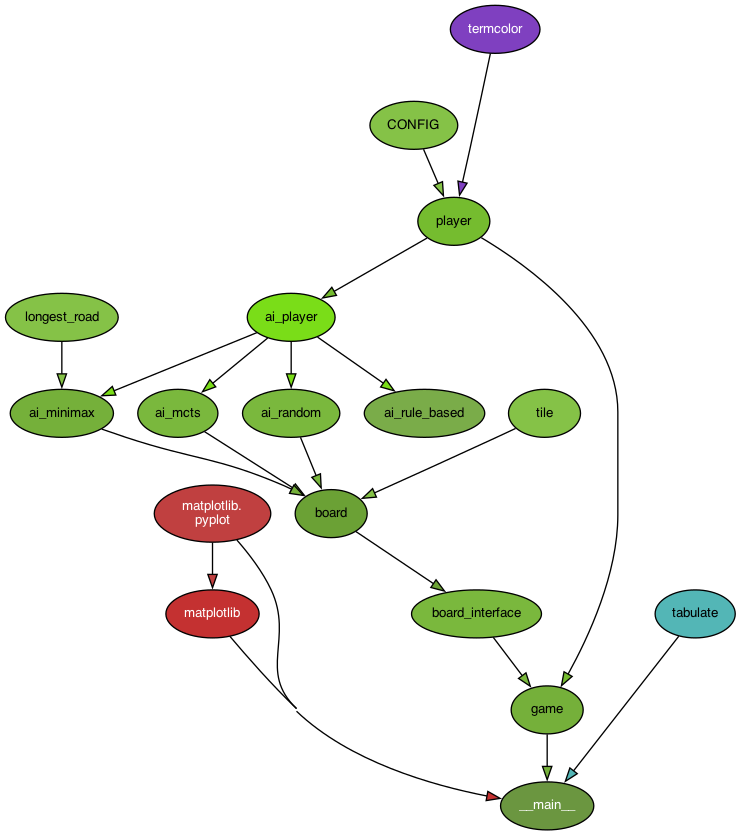 termcolor
CONFIG
player
longest_road
ai_player
ai_minimax
ai_mcts
ai_random
ai_rule_based
tile
matplotlib.
pyplot
board
matplotlib
board_interface
tabulate
game
__main__